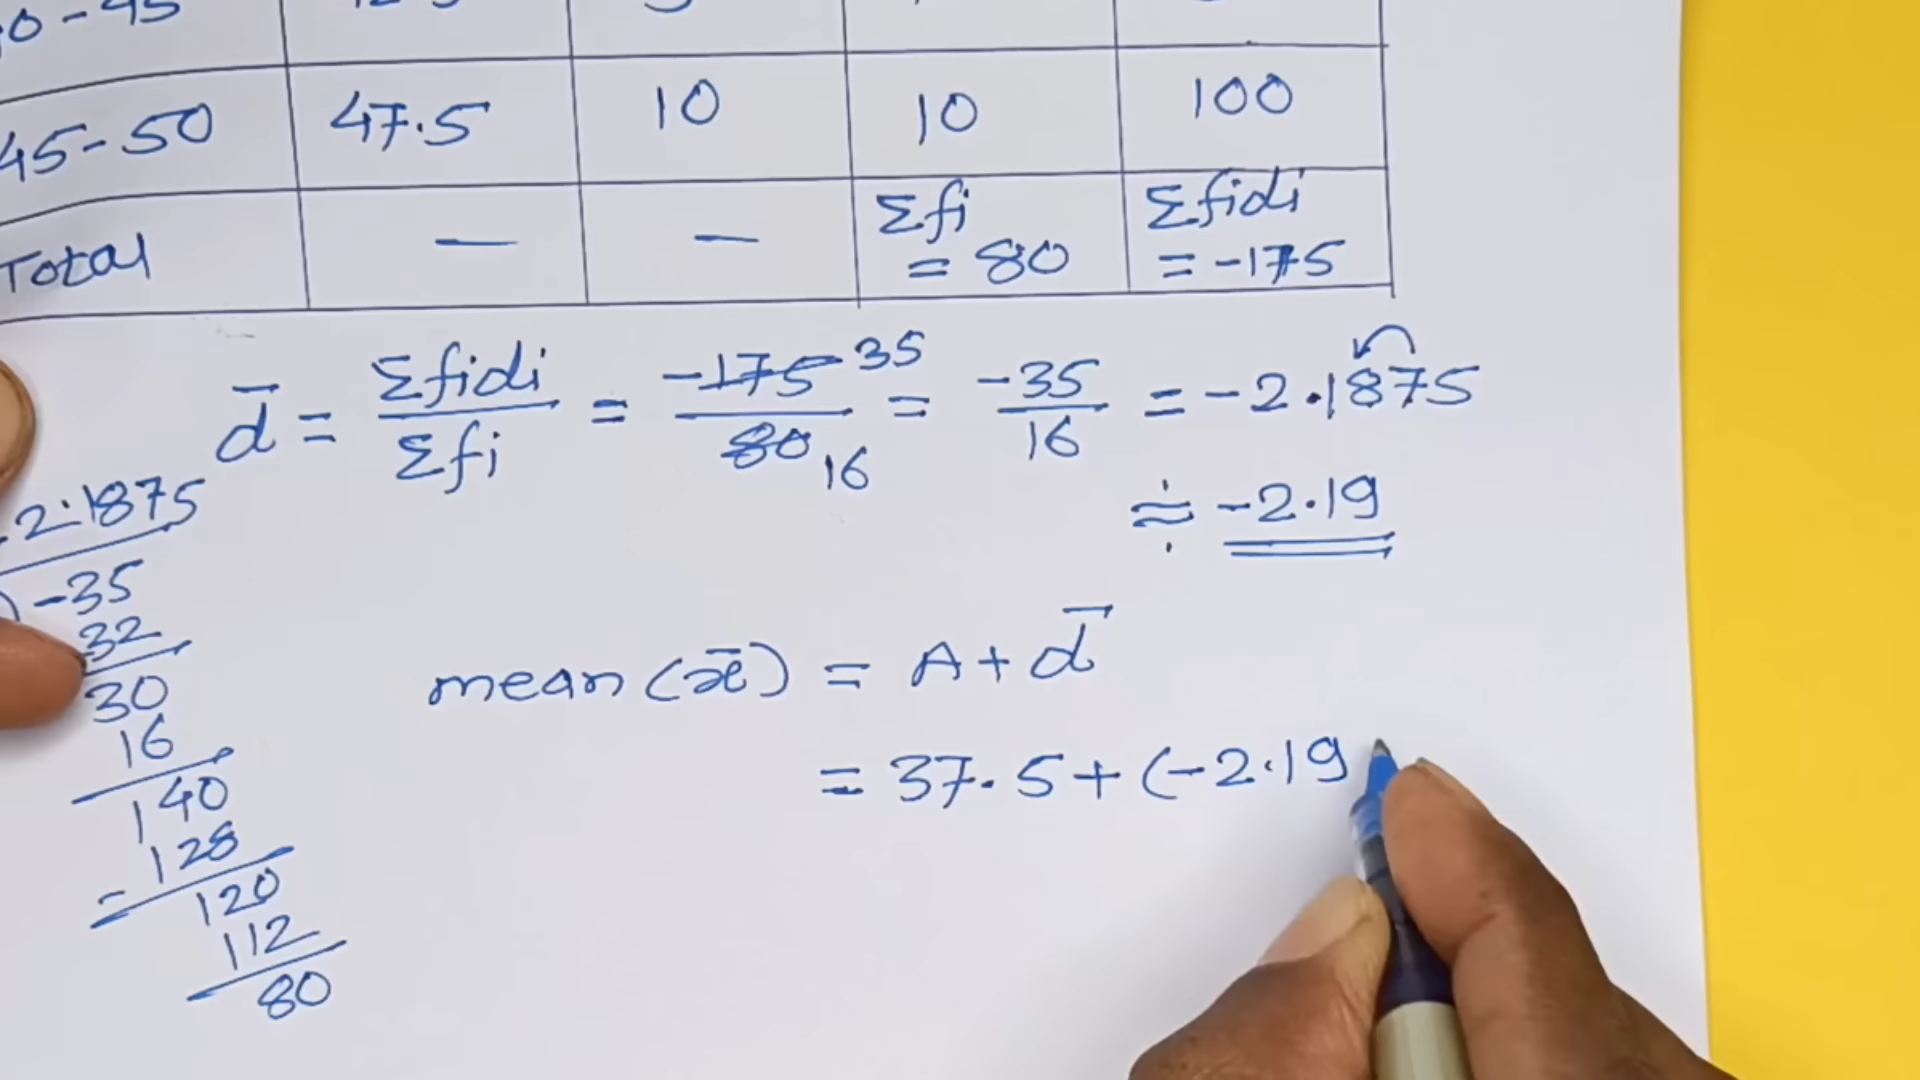 45-50 47.5 10 10 100
Total — — Σfi = 80 Σfidi = -175
d̄ = Σfidi/Σfi = -175/80 35 16 = -35/16 = -2.1875
≑ -2.19
2.1875
-35
32
30
16
140
128
120
112
80
mean (x̄) = A + d̄
= 37.5 + (-2.19